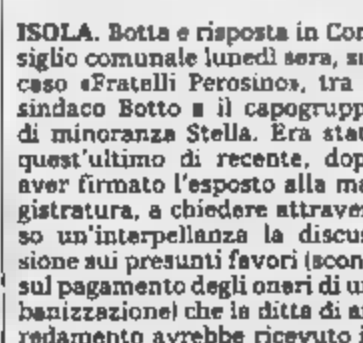 ISOLA. Botta e risposta in Con
siglio comunale lunedì sera, su
caso «Fratelli Perosino», tra
sindaco Botto e il capogrupp
di minoranza Stella. Era stat
quest'ultimo di recente, dop
aver firmato l'esposto alla ma
gistratura, a chiedere attraver
so un'interpellanza la discus
sione sui presunti favori (scon
sul pagamento degli oneri di ur
banizzazione) che la ditta di ar
redamento avrebbe ricevuto i